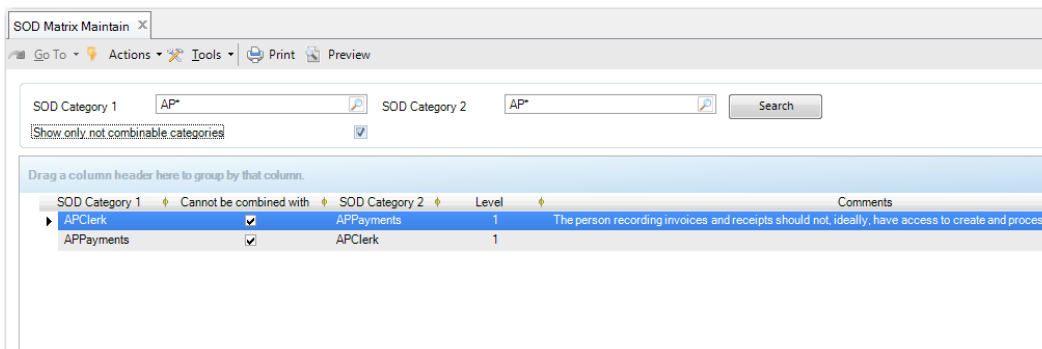 SOD Matrix Maintain X
Go To Actions Tools Print Preview
SOD Category 1 AP* SOD Category 2 AP* Search
Show only not combinable categories
Drag a column header here to group by that column.
SOD Category 1 Cannot be combined with SOD Category 2 Level Comments
APClerk APPayments 1 The person recording invoices and receipts should not, ideally, have access to create and proces
APPayments APClerk 1